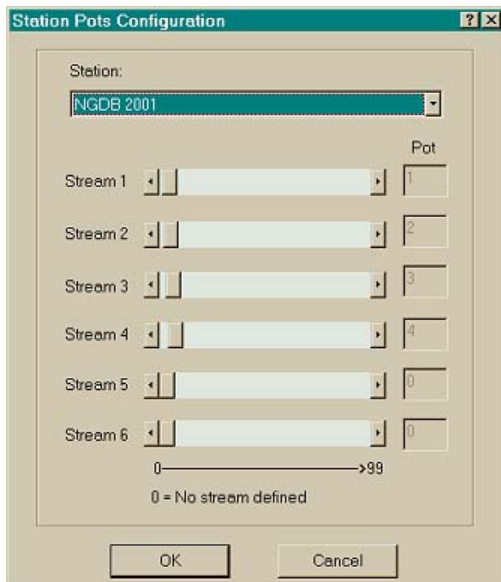 Station Pots Configuration
Station:
NGDB 2001
Pot
Stream 1 1
Stream 2 2
Stream 3 3
Stream 4 4
Stream 5 0
Stream 6 0
0 >99
0 = No stream defined
OK Cancel